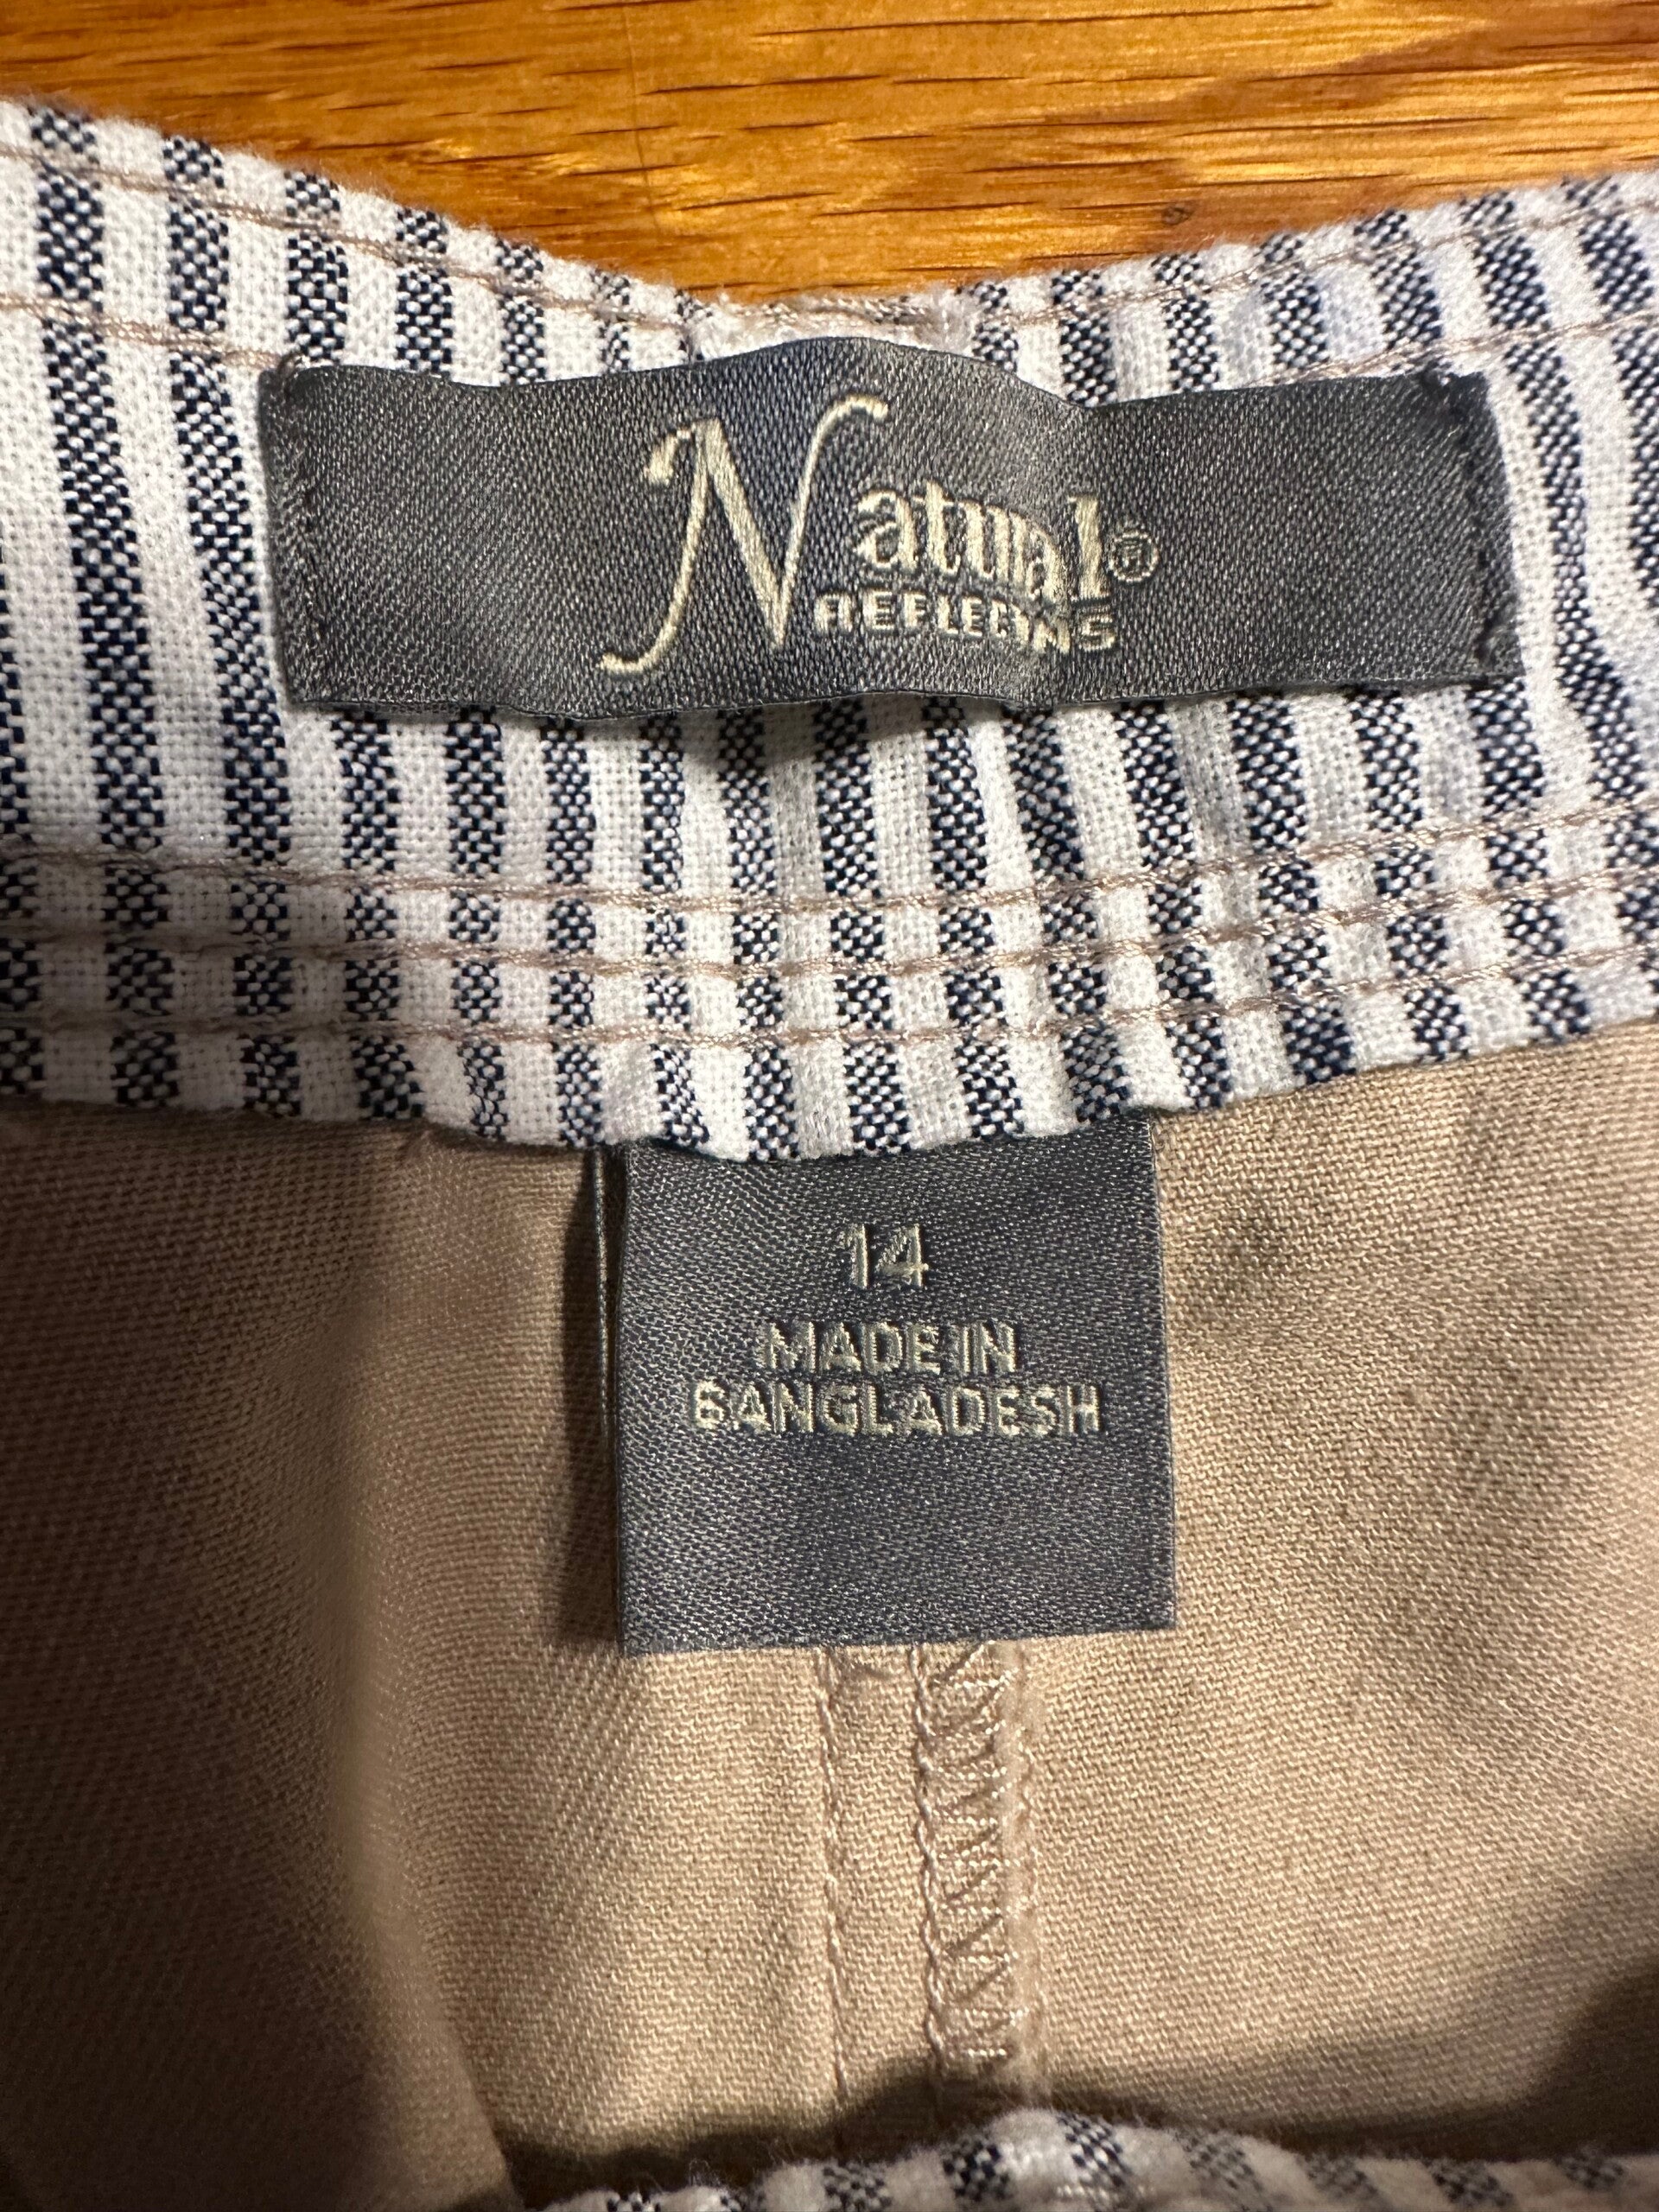 Natural®
REFLECTIONS
14
MADE IN
BANGLADESH